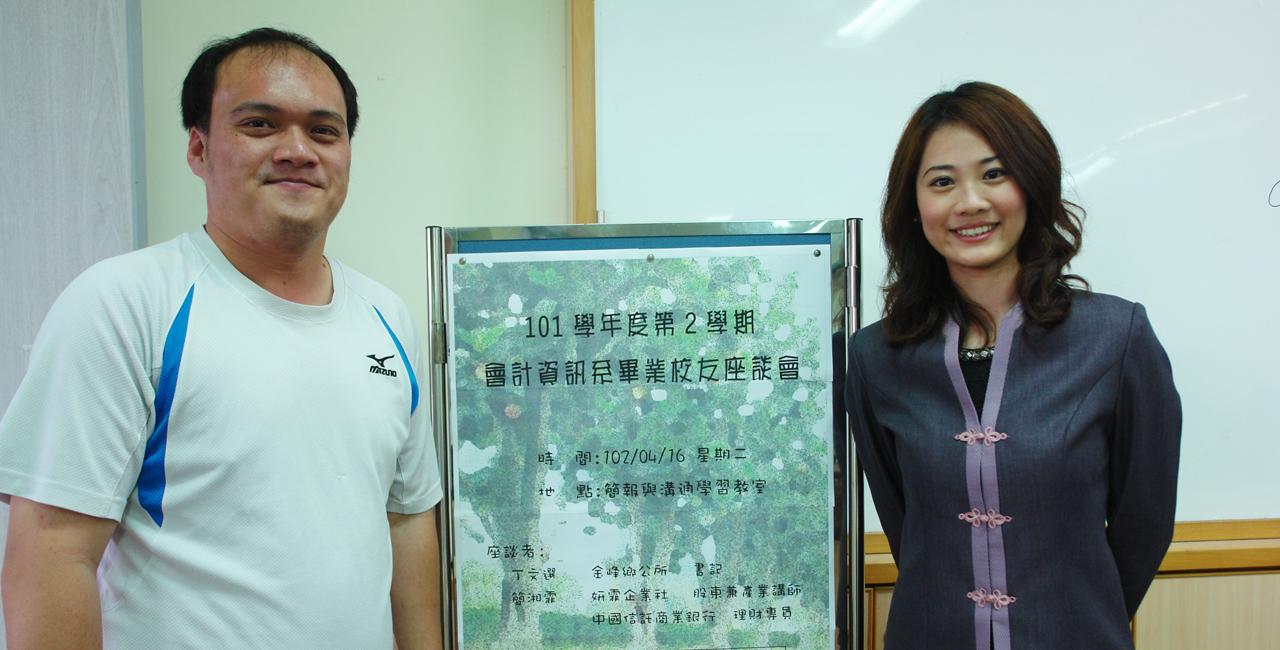 MIZUNO
101 學年度第 2 學期
會計資訊系畢業校友座談會
時 間:102/04/16 星期二
地 點:簡報與溝通學習教室
座談者:
丁文選 金峰鄉公所 書記
簡湘霏 妍霏企業社 股東兼產業講師
中國信託商業銀行 理財專員